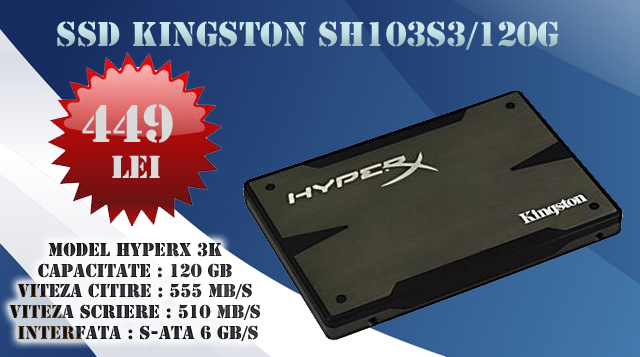 SSD KINGSTON SH103S3/120G
449
LEI
HYPERX
Kingston
MODEL HYPERX 3K
CAPACITATE : 120 GB
VITEZA CITIRE : 555 MB/S
VITEZA SCRIERE : 510 MB/S
INTERFATA : S-ATA 6 GB/S